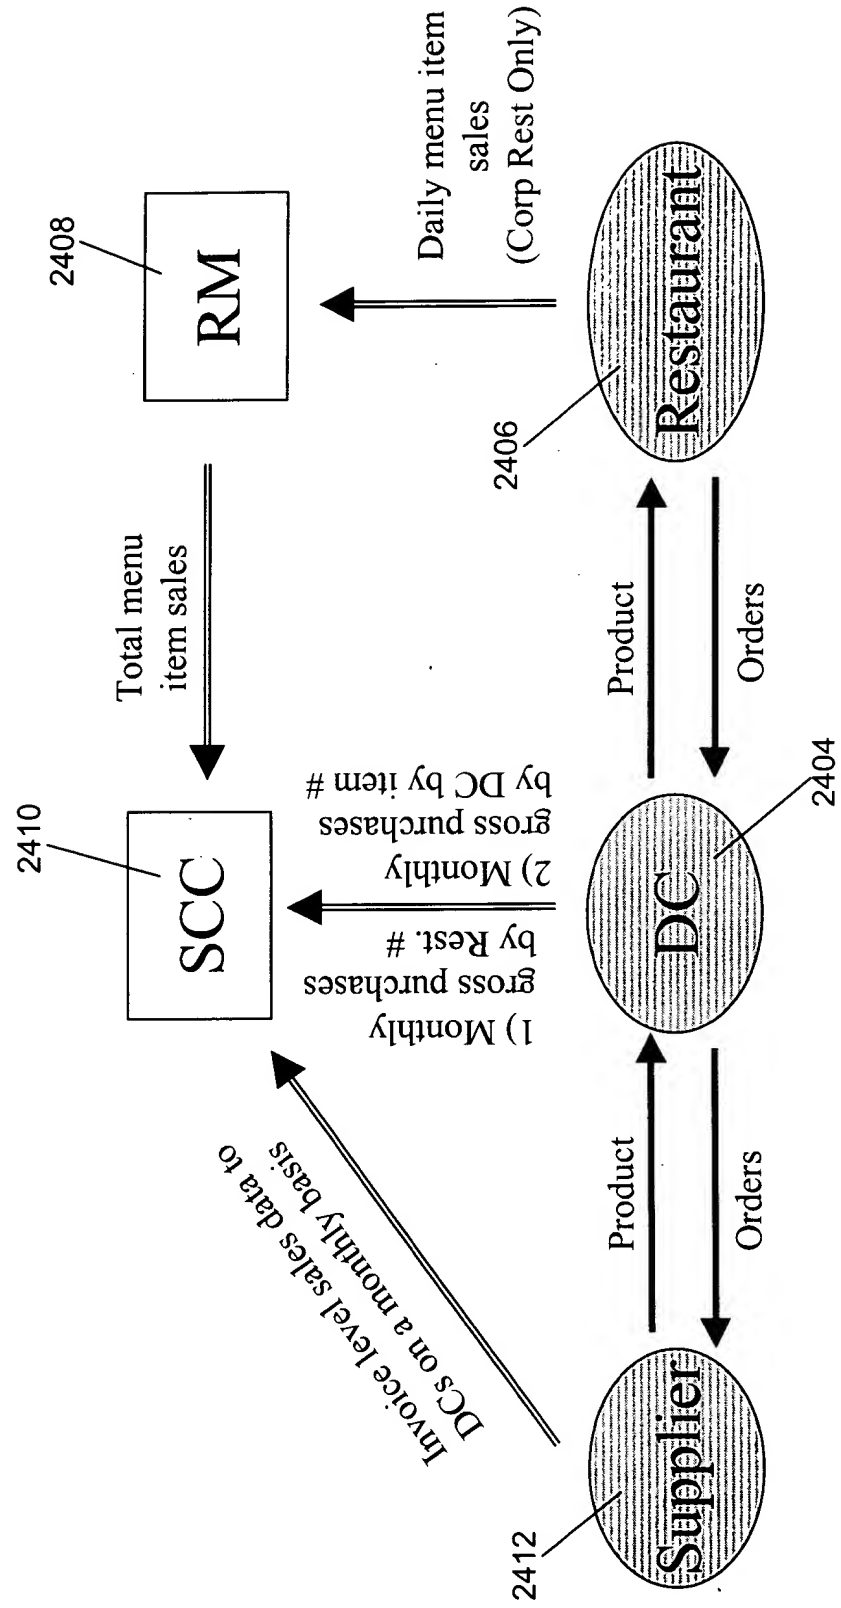 2410
SCC
Total menu
item sales
2408
RM
Invoice level sales data to
DCs on a monthly basis
1) Monthly
gross purchases
by Rest. #
2) Monthly
gross purchases
by DC by item #
Daily menu item
sales
(Corp Rest Only)
2412
Supplier
Product
Orders
DC
2404
Product
Orders
2406
Restaurant